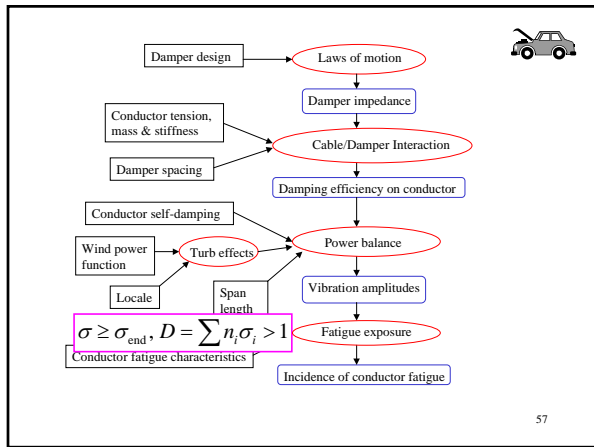 Damper design
Laws of motion
Damper impedance
Conductor tension,
mass & stiffness
Cable/Damper Interaction
Damper spacing
Damping efficiency on conductor
Conductor self-damping
Wind power
function
Turb effects
Power balance
Locale
Span
length
Vibration amplitudes
σ ≥ σ_end, D = ∑ n_i σ_i > 1
Fatigue exposure
Conductor fatigue characteristics
Incidence of conductor fatigue
57